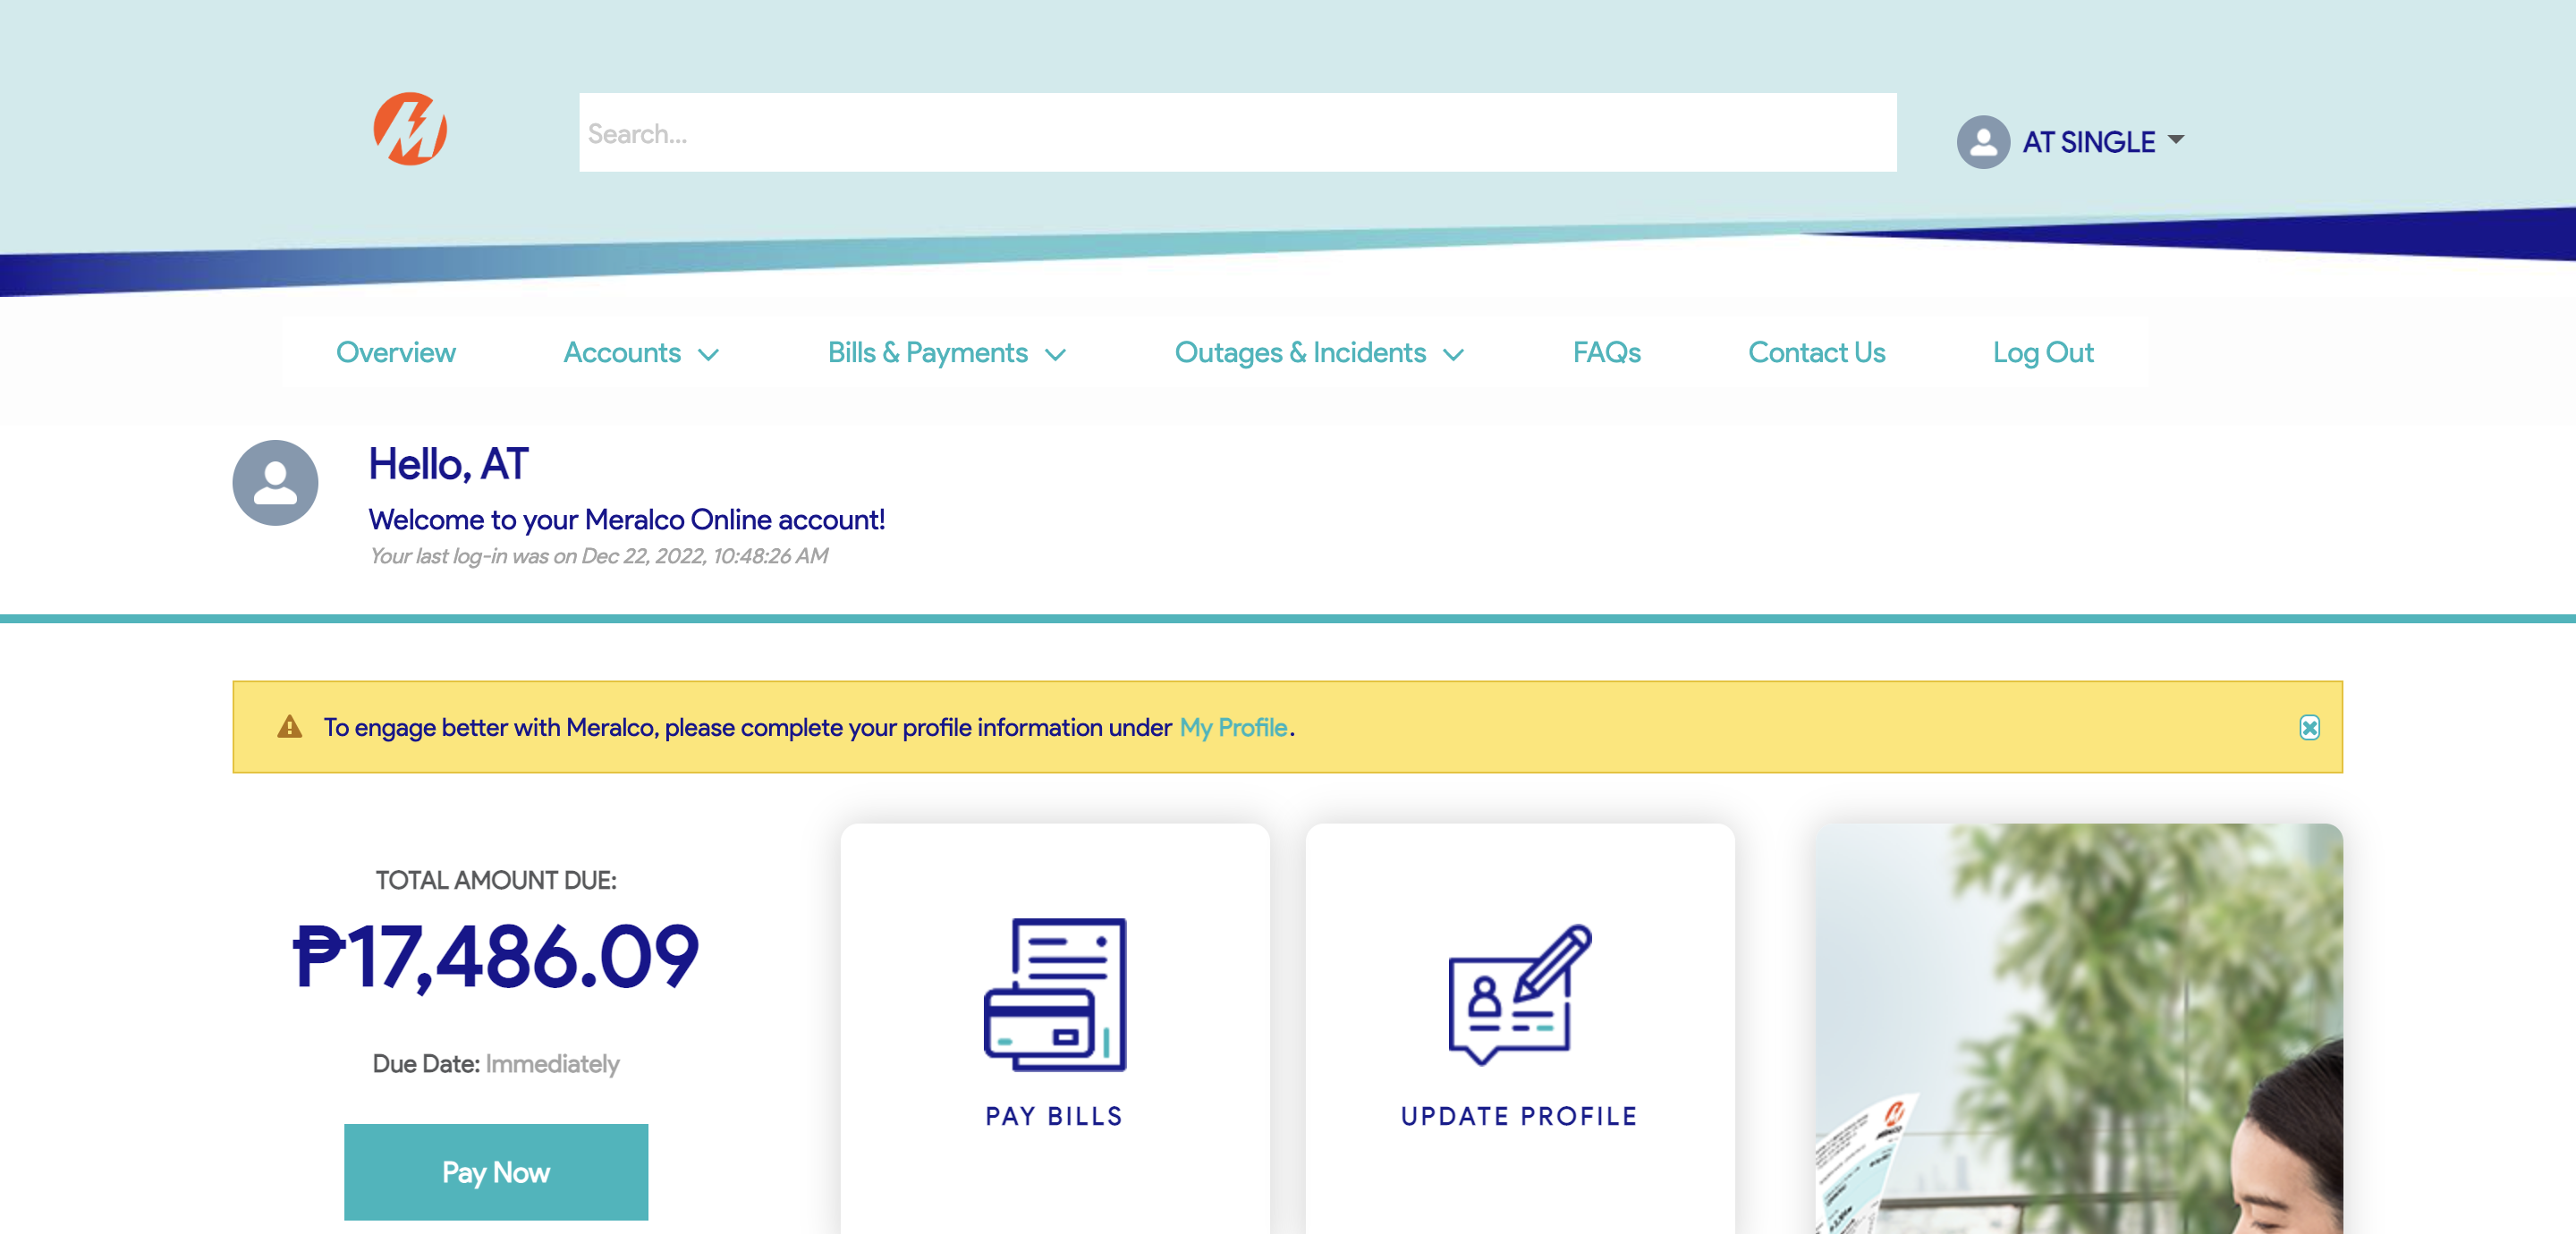 Search...
AT SINGLE
Overview
Accounts
Bills & Payments
Outages & Incidents
FAQs
Contact Us
Log Out
Hello, AT
Welcome to your Meralco Online account!
Your last log-in was on Dec 22, 2022, 10:48:26 AM
To engage better with Meralco, please complete your profile information under My Profile.
TOTAL AMOUNT DUE:
₱17,486.09
Due Date: Immediately
Pay Now
PAY BILLS
UPDATE PROFILE
MERALCO